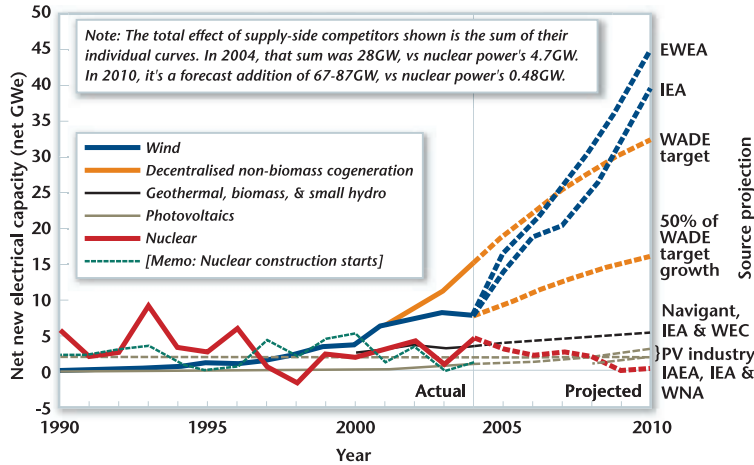 Net new electrical capacity (net GWe)
50
45
40
35
30
25
20
15
10
5
0
-5
Note: The total effect of supply-side competitors shown is the sum of their
individual curves. In 2004, that sum was 28GW, vs nuclear power's 4.7GW.
In 2010, it's a forecast addition of 67-87GW, vs nuclear power's 0.48GW.
Wind
Decentralised non-biomass cogeneration
Geothermal, biomass, & small hydro
Photovoltaics
Nuclear
[Memo: Nuclear construction starts]
Actual
Projected
1990
1995
2000
2005
2010
Year
EWEA
IEA
WADE
target
50% of
WADE
target
growth
Navigant,
IEA & WEC
}PV industry
IAEA, IEA &
WNA
Source projection